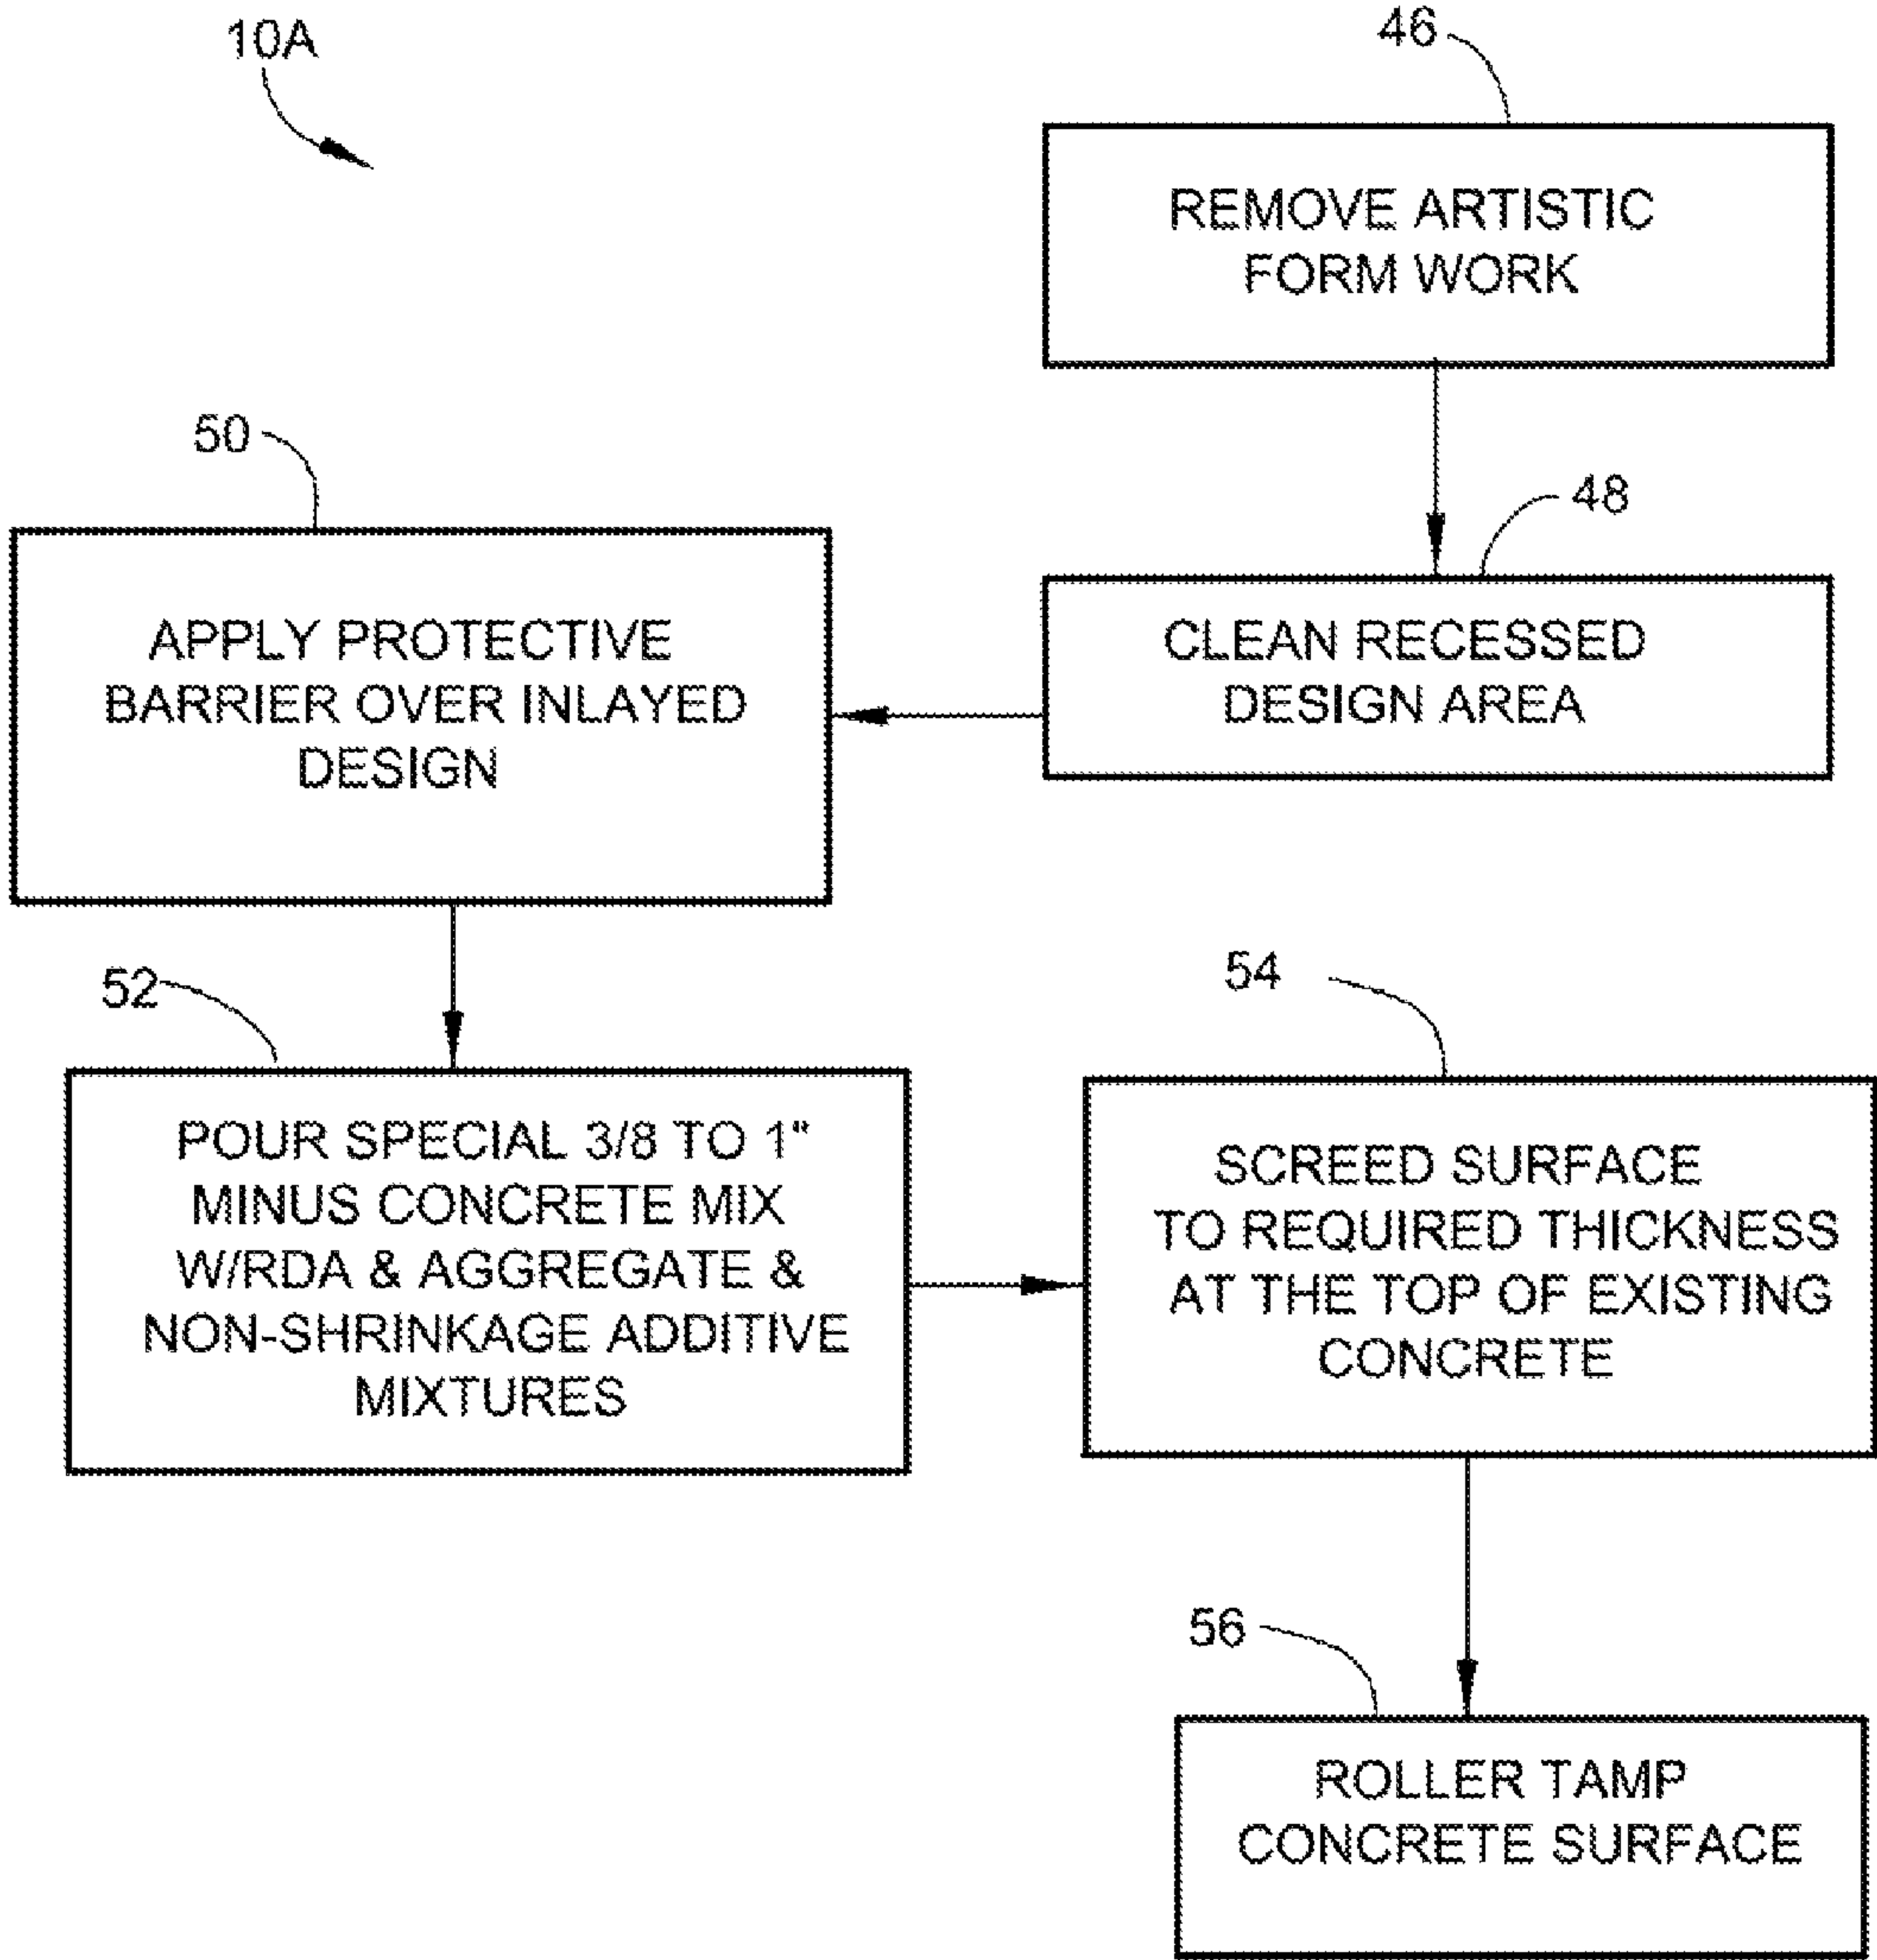 10A
46
REMOVE ARTISTIC
FORM WORK
48
CLEAN RECESSED
DESIGN AREA
50
APPLY PROTECTIVE
BARRIER OVER INLAYED
DESIGN
52
POUR SPECIAL 3/8 TO 1"
MINUS CONCRETE MIX
W/RDA & AGGREGATE &
NON-SHRINKAGE ADDITIVE
MIXTURES
54
SCREED SURFACE
TO REQUIRED THICKNESS
AT THE TOP OF EXISTING
CONCRETE
56
ROLLER TAMP
CONCRETE SURFACE